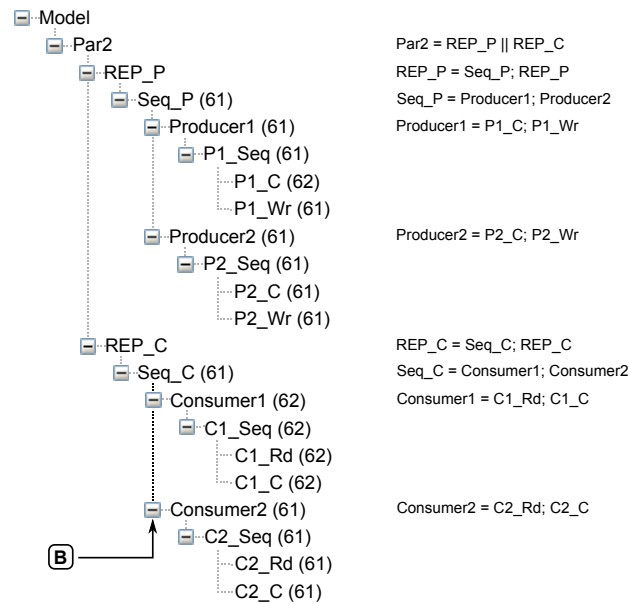 Model
Par2 Par2 = REP_P || REP_C
REP_P REP_P = Seq_P; REP_P
Seq_P (61) Seq_P = Producer1; Producer2
Producer1 (61) Producer1 = P1_C; P1_Wr
P1_Seq (61)
P1_C (62)
P1_Wr (61)
Producer2 (61) Producer2 = P2_C; P2_Wr
P2_Seq (61)
P2_C (61)
P2_Wr (61)
REP_C REP_C = Seq_C; REP_C
Seq_C (61) Seq_C = Consumer1; Consumer2
Consumer1 (62) Consumer1 = C1_Rd; C1_C
C1_Seq (62)
C1_Rd (62)
C1_C (62)
Consumer2 (61) Consumer2 = C2_Rd; C2_C
C2_Seq (61)
B
C2_Rd (61)
C2_C (61)